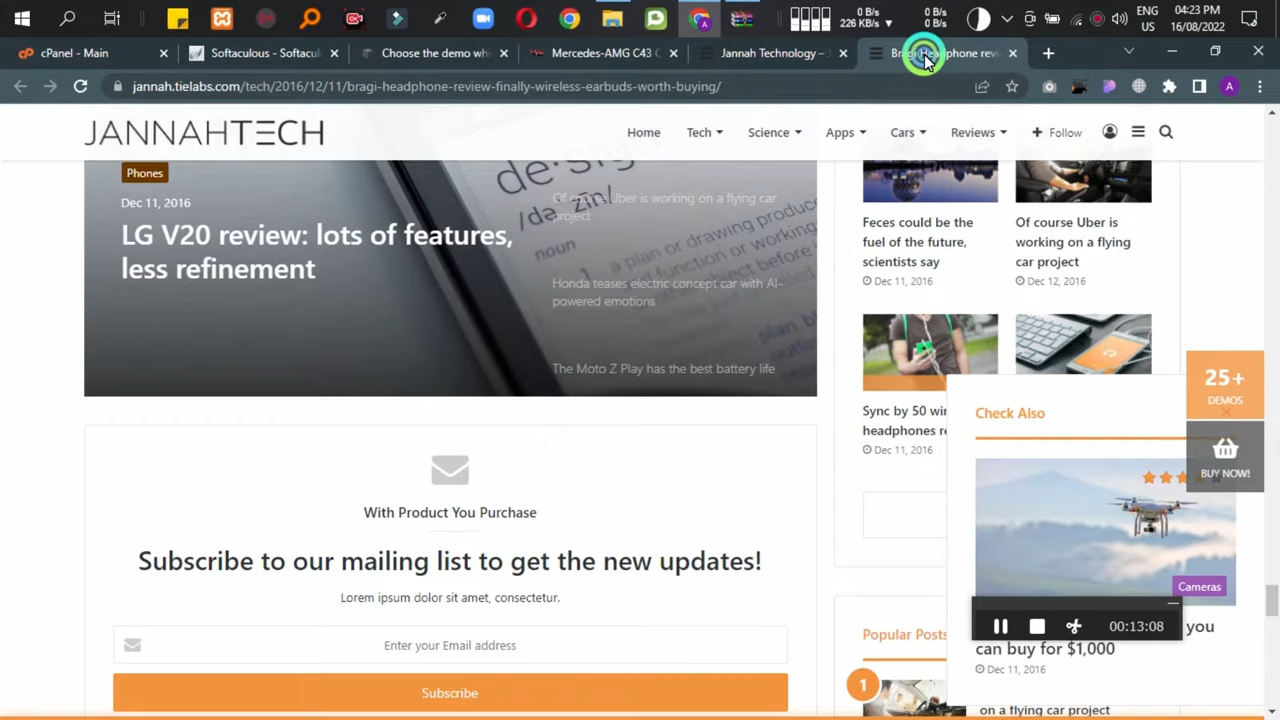 226 KB/s
0 B/s
0 B/s
0 B/s
0 B/s
ENG
US
04:23 PM
16/08/2022
cPanel - Main
Softaculous - Softacul
Choose the demo whi
Mercedes-AMG C43 C
Jannah Technology –
jannah.tielabs.com/tech/2016/12/11/bragi-headphone-review-finally-wireless-earbuds-worth-buying/
A
JANNAHTECH
Home
Tech
Science
Apps
Cars
Reviews
Follow
Phones
Dec 11, 2016
LG V20 review: lots of features,
less refinement
de·sign
/də
noun
Of course Uber is working on a flying car
project
Honda teases electric concept car with AI-
powered emotions
The Moto Z Play has the best battery life
Feces could be the
fuel of the future,
scientists say
Dec 11, 2016
Of course Uber is
working on a flying
car project
Dec 12, 2016
Sync by 50 wi
headphones re
Dec 11, 2016
25+
DEMOS
BUY NOW!
Check Also
Cameras
you
can buy for $1,000
Dec 11, 2016
00:13:08
With Product You Purchase
Subscribe to our mailing list to get the new updates!
Lorem ipsum dolor sit amet, consectetur.
Enter your Email address
Subscribe
Popular Posts
1
on a flying car project